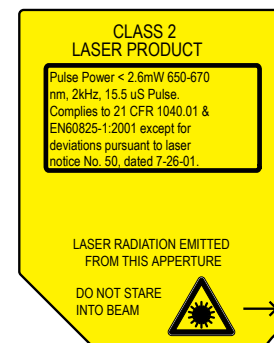 CLASS 2
LASER PRODUCT
Pulse Power < 2.6mW 650-670
nm, 2kHz, 15.5 uS Pulse.
Complies to 21 CFR 1040.01 &
EN60825-1:2001 except for
deviations pursuant to laser
notice No. 50, dated 7-26-01.
LASER RADIATION EMITTED
FROM THIS APPERTURE
DO NOT STARE
INTO BEAM